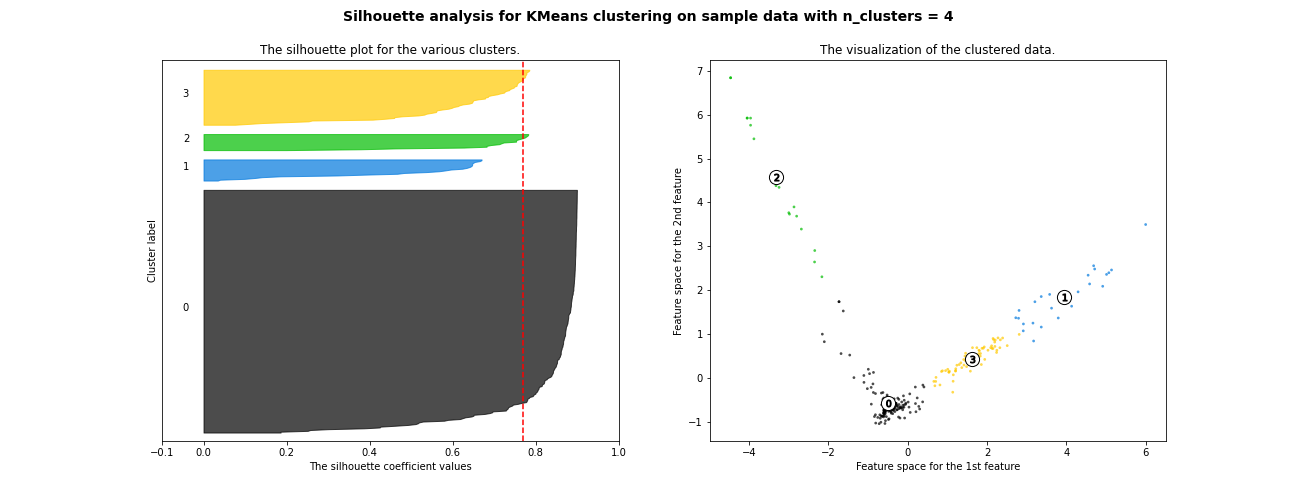 Silhouette analysis for KMeans clustering on sample data with n_clusters = 4
The silhouette plot for the various clusters.
3
2
1
0
Cluster label
−0.1 0.0 0.2 0.4 0.6 0.8 1.0
The silhouette coefficient values
The visualization of the clustered data.
7
6
5
4
3
2
1
0
−1
Feature space for the 2nd feature
2
1
3
0
−4 −2 0 2 4 6
Feature space for the 1st feature